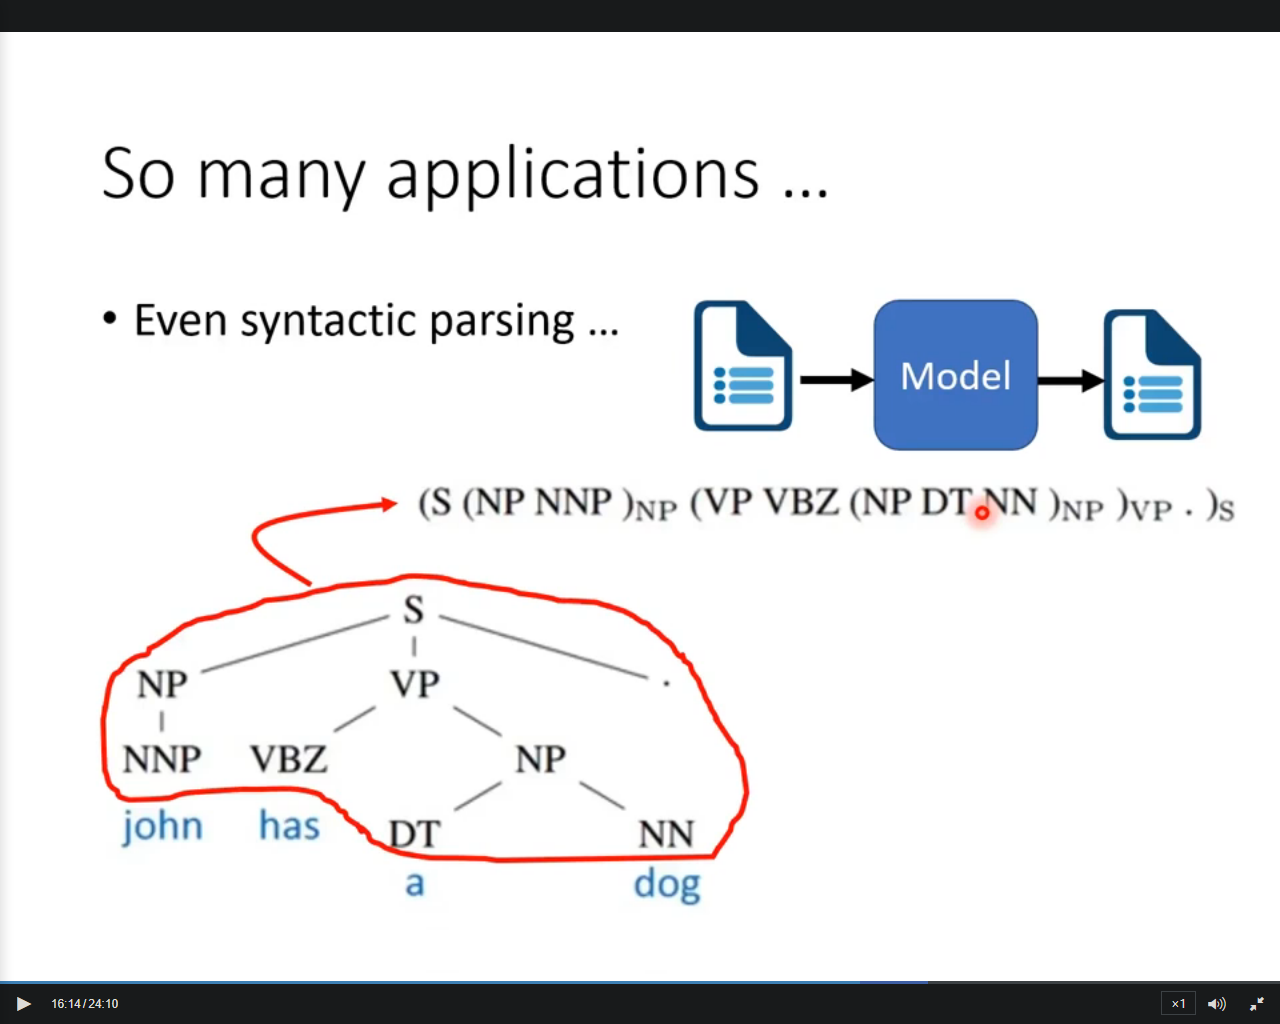 So many applications ...
• Even syntactic parsing ...
Model
(S (NP NNP )NP (VP VBZ (NP DT NN )NP )VP . )S
S
NP VP .
NNP VBZ NP
john has DT NN
a dog
16:14/24:10 ×1